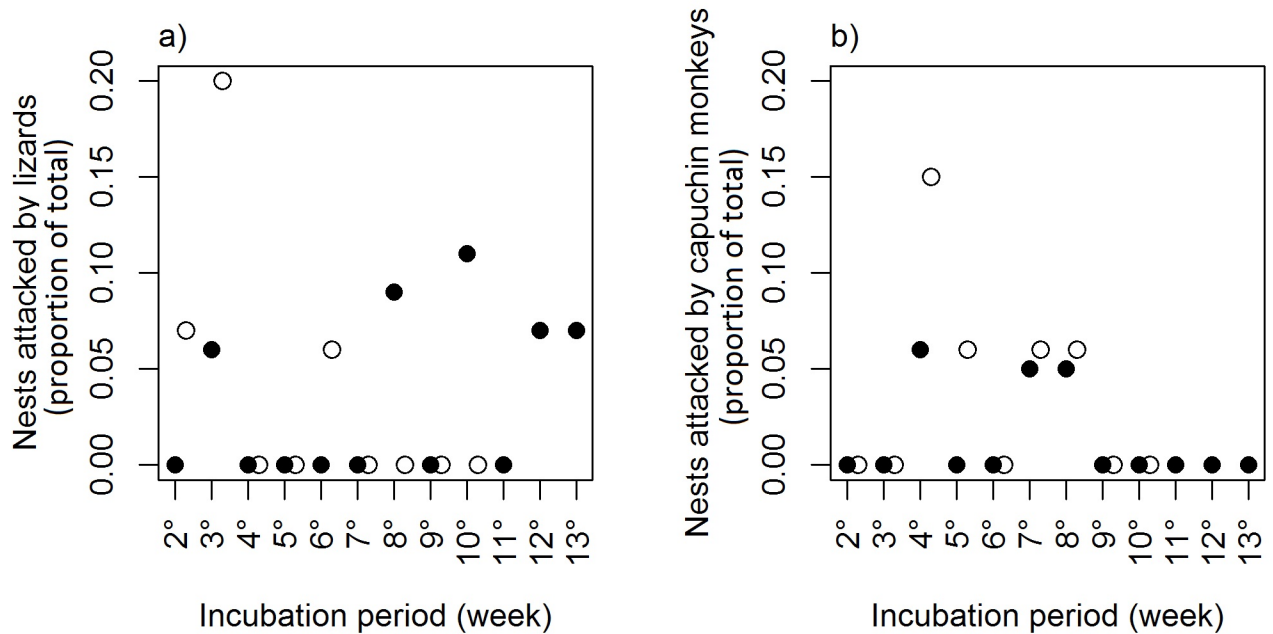 a)
Nests attacked by lizards
(proportion of total)
0.20
0.15
0.10
0.05
0.00
2° 3° 4° 5° 6° 7° 8° 9° 10° 11° 12° 13°
Incubation period (week)
b)
Nests attacked by capuchin monkeys
(proportion of total)
0.20
0.15
0.10
0.05
0.00
2° 3° 4° 5° 6° 7° 8° 9° 10° 11° 12° 13°
Incubation period (week)